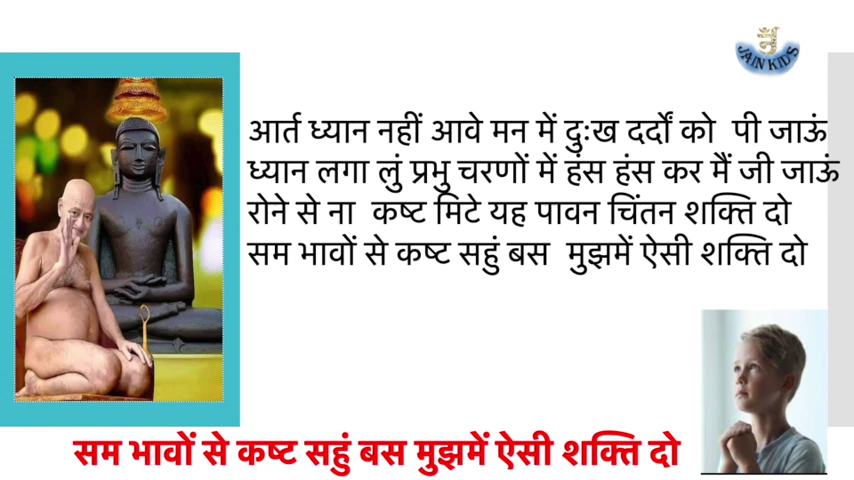 JAIN KID'S
आर्त ध्यान नहीं आवे मन में दुःख दर्दों को पी जाऊं
ध्यान लगा लुं प्रभु चरणों में हंस हंस कर मैं जी जाऊं
रोने से ना कष्ट मिटे यह पावन चिंतन शक्ति दो
सम भावों से कष्ट सहुं बस मुझमें ऐसी शक्ति दो
सम भावों से कष्ट सहुं बस मुझमें ऐसी शक्ति दो